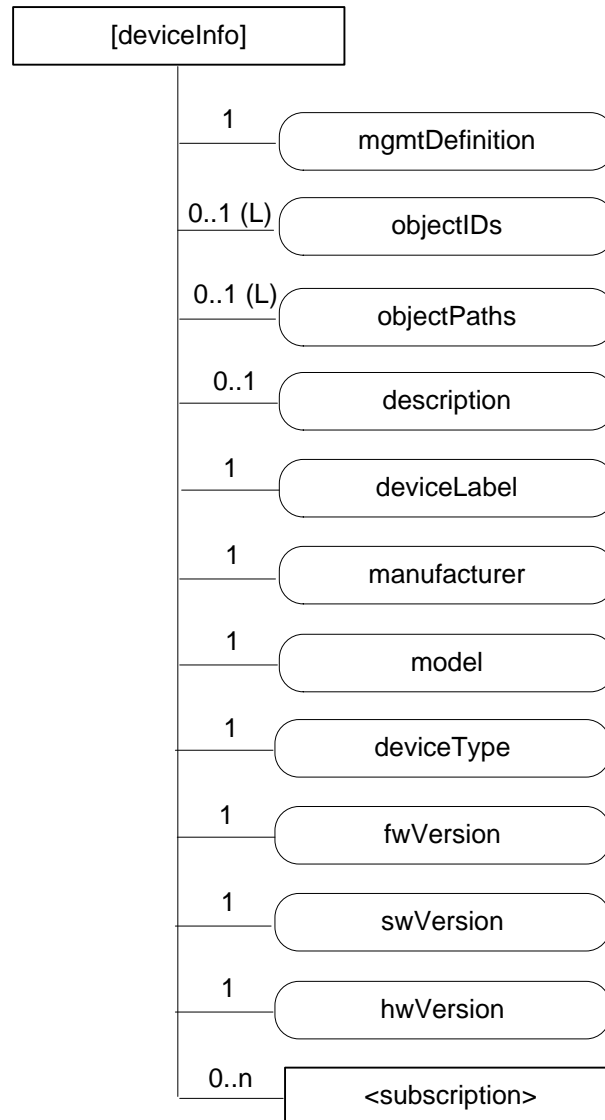 [deviceInfo]
1
mgmtDefinition
0..1 (L)
objectIDs
0..1 (L)
objectPaths
0..1
description
1
deviceLabel
1
manufacturer
1
model
1
deviceType
1
fwVersion
1
swVersion
1
hwVersion
0..n
<subscription>